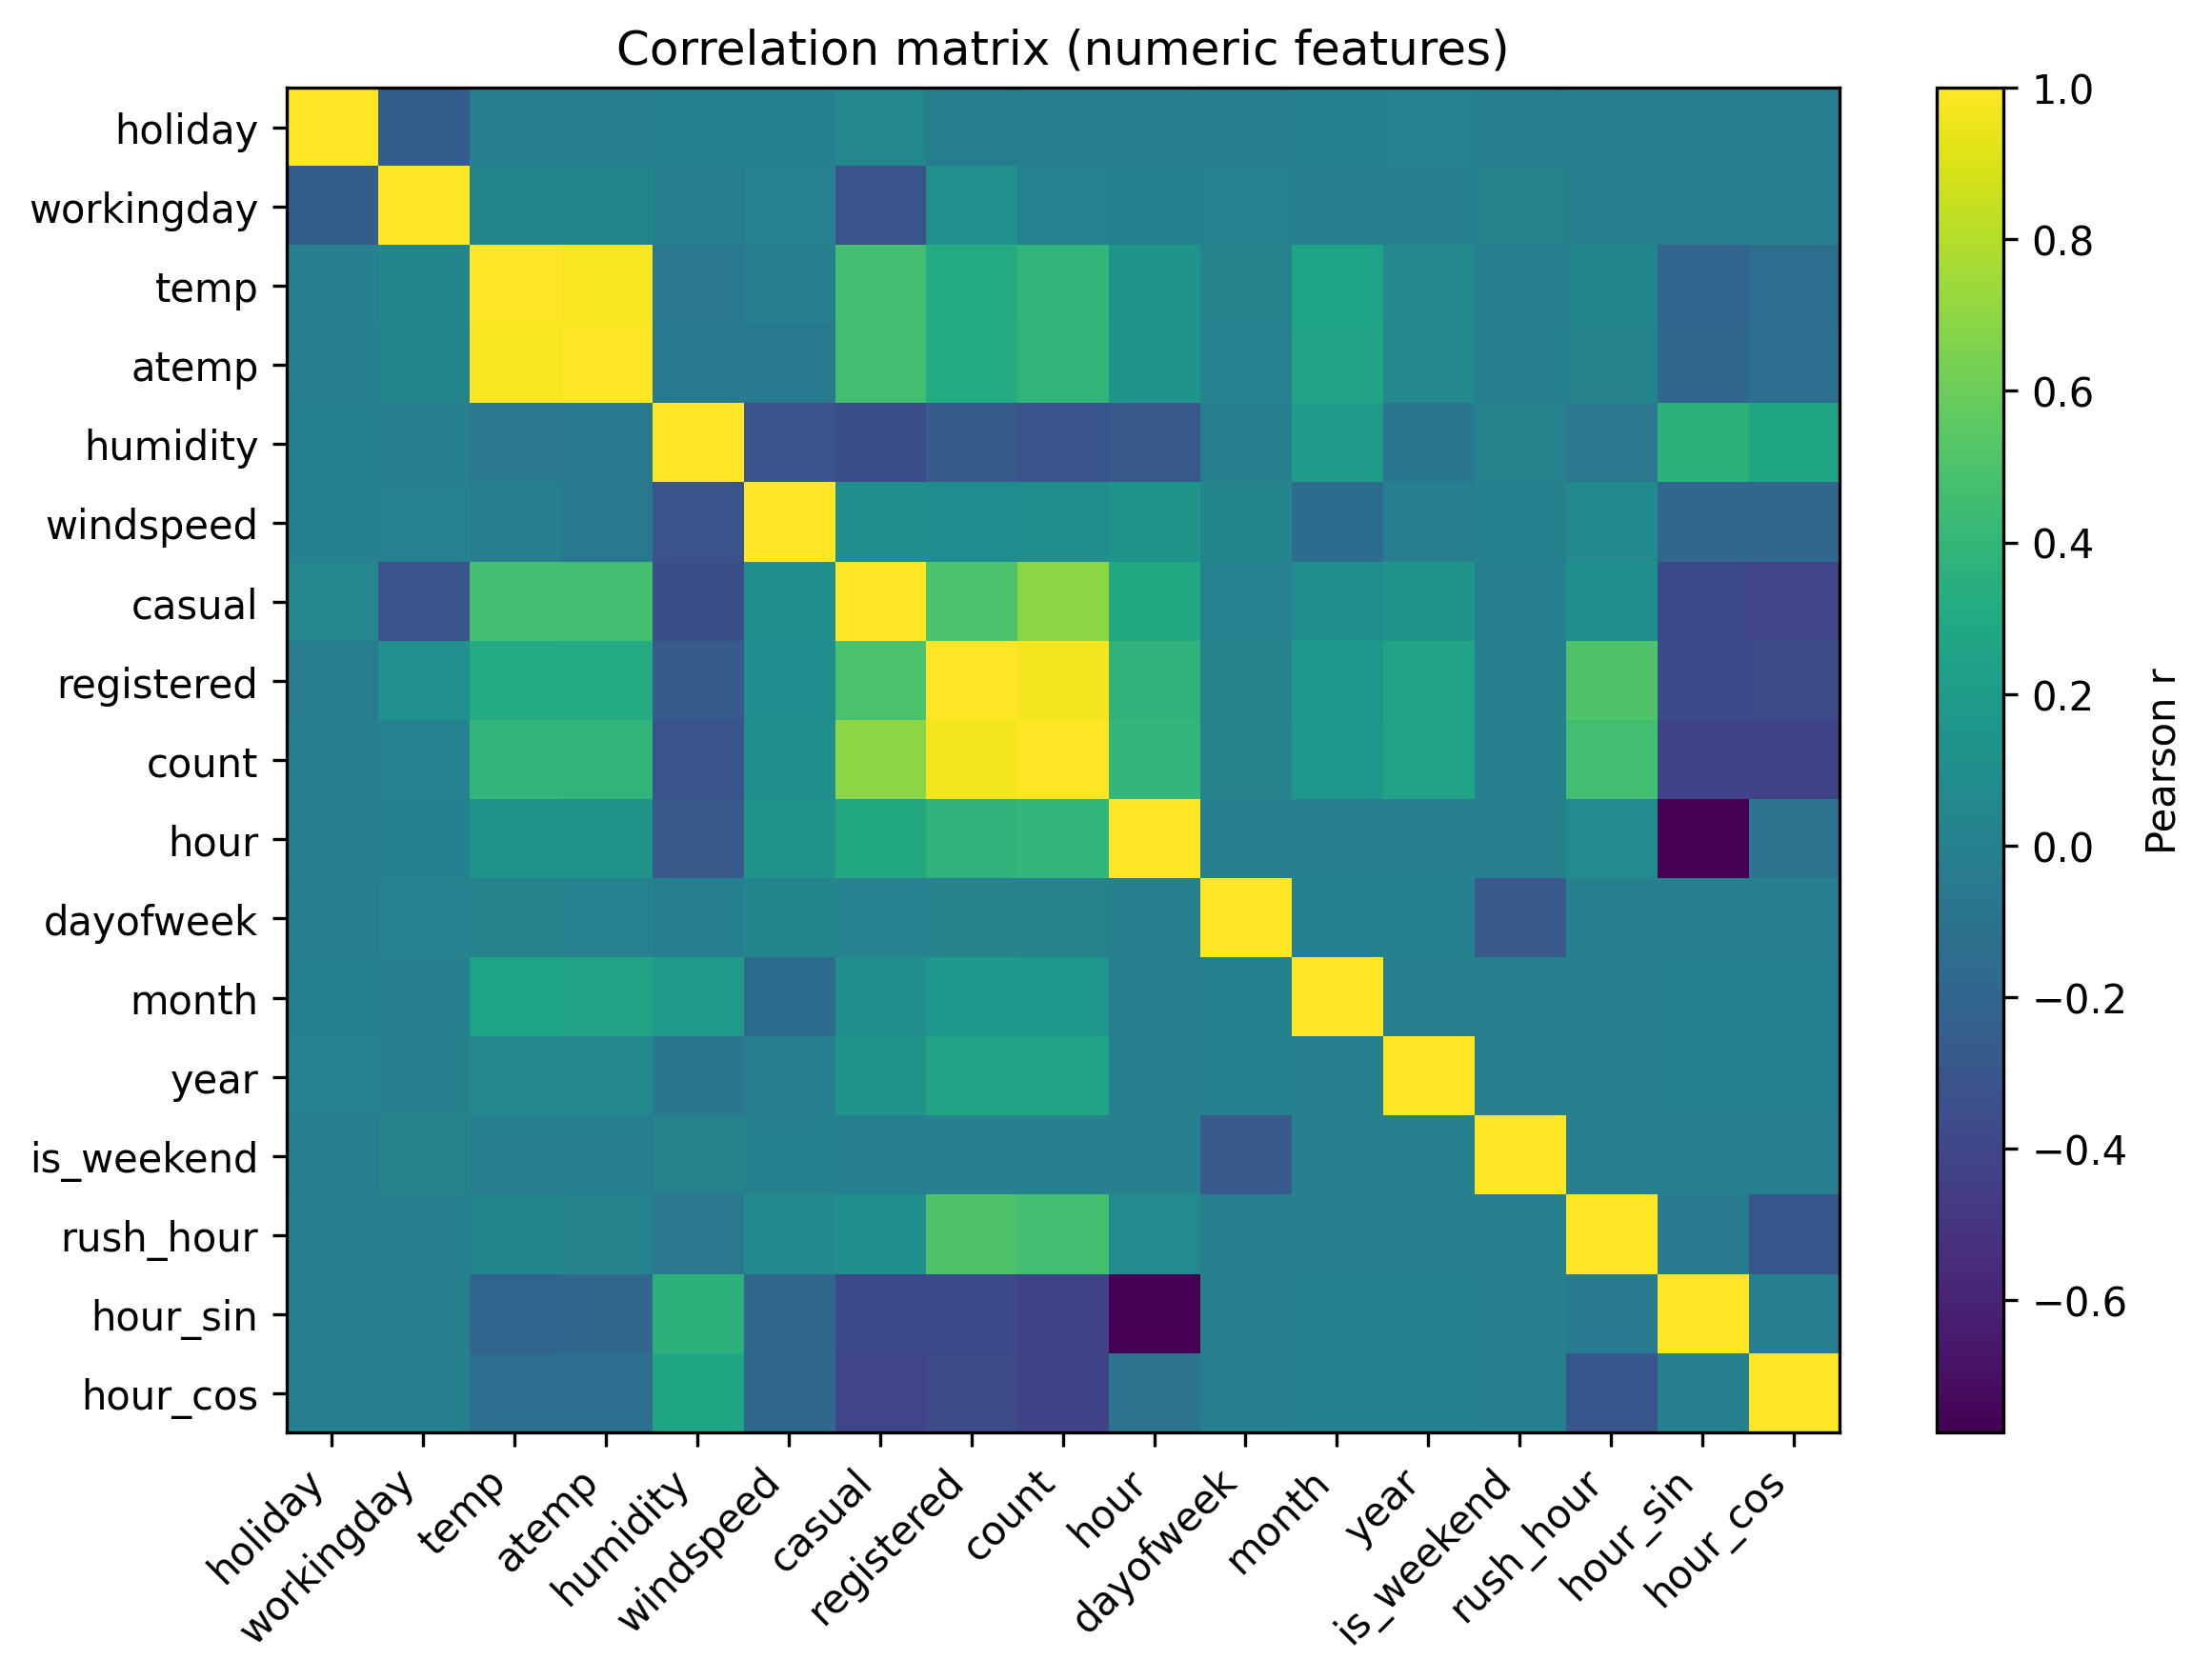 Correlation matrix (numeric features)
holiday
workingday
temp
atemp
humidity
windspeed
casual
registered
count
hour
dayofweek
month
year
is_weekend
rush_hour
hour_sin
hour_cos
holiday
workingday
temp
atemp
humidity
windspeed
casual
registered
count
hour
dayofweek
month
year
is_weekend
rush_hour
hour_sin
hour_cos
1.0
0.8
0.6
0.4
0.2
0.0
−0.2
−0.4
−0.6
Pearson r